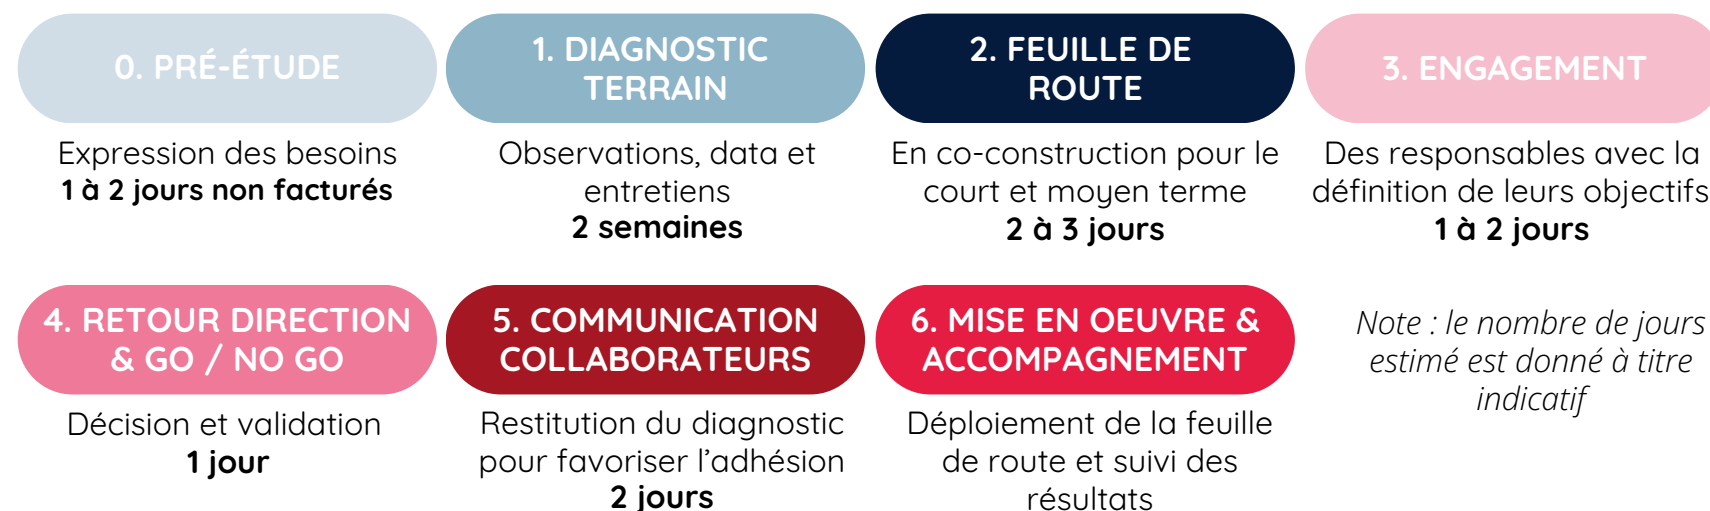 0. PRÉ-ÉTUDE
Expression des besoins
1 à 2 jours non facturés
1. DIAGNOSTIC
TERRAIN
Observations, data et
entretiens
2 semaines
2. FEUILLE DE
ROUTE
En co-construction pour le
court et moyen terme
2 à 3 jours
3. ENGAGEMENT
Des responsables avec la
définition de leurs objectifs
1 à 2 jours
4. RETOUR DIRECTION
& GO / NO GO
Décision et validation
1 jour
5. COMMUNICATION
COLLABORATEURS
Restitution du diagnostic
pour favoriser l’adhésion
2 jours
6. MISE EN OEUVRE &
ACCOMPAGNEMENT
Déploiement de la feuille
de route et suivi des
résultats
Note : le nombre de jours
estimé est donné à titre
indicatif